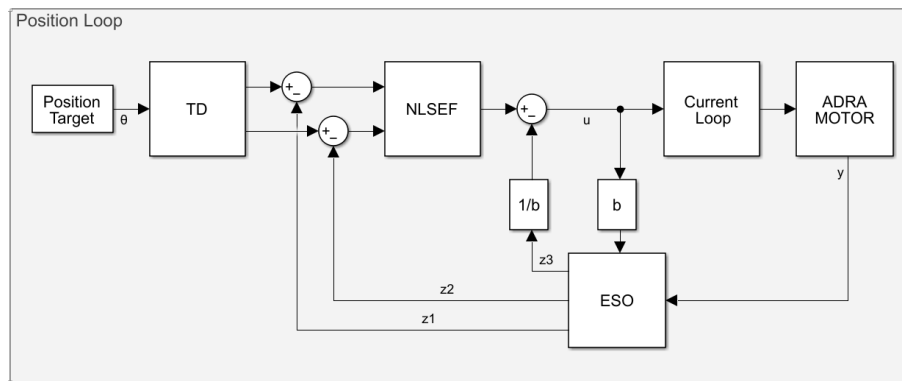 Position Loop
Position
Target
θ
TD
+
−
+
−
NLSEF
+
−
u
Current
Loop
ADRA
MOTOR
y
1/b
b
z3
z2
z1
ESO